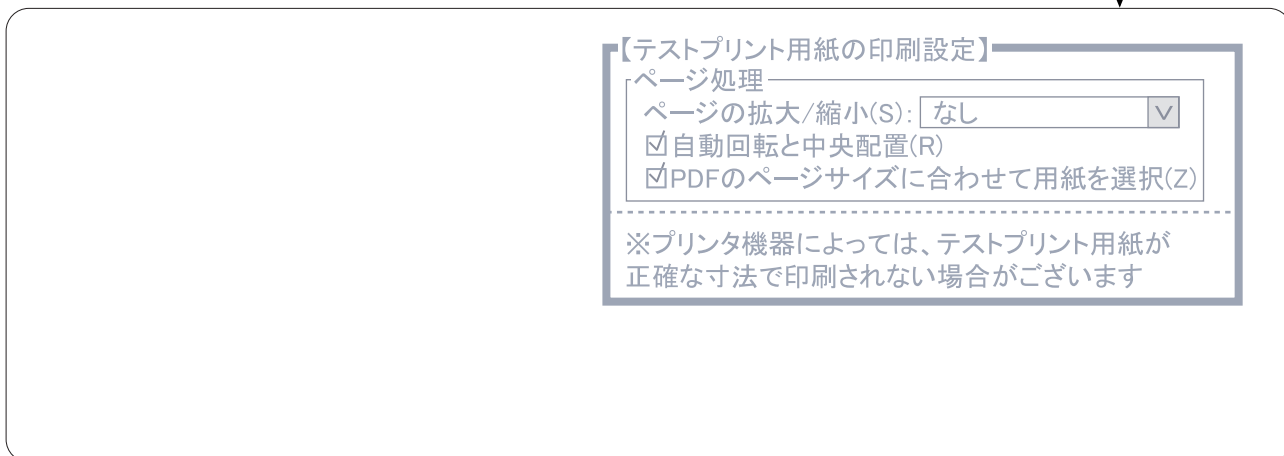 【テストプリント用紙の印刷設定】
ページ処理
ページの拡大/縮小(S): なし
☑自動回転と中央配置(R)
☑PDFのページサイズに合わせて用紙を選択(Z)
※プリンタ機器によっては、テストプリント用紙が
正確な寸法で印刷されない場合がございます